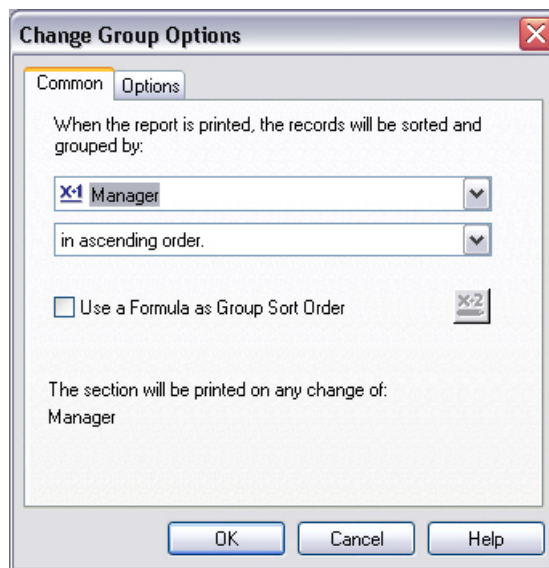 Change Group Options
Common Options
When the report is printed, the records will be sorted and
grouped by:
X+1 Manager
in ascending order.
Use a Formula as Group Sort Order X+2
The section will be printed on any change of:
Manager
OK Cancel Help